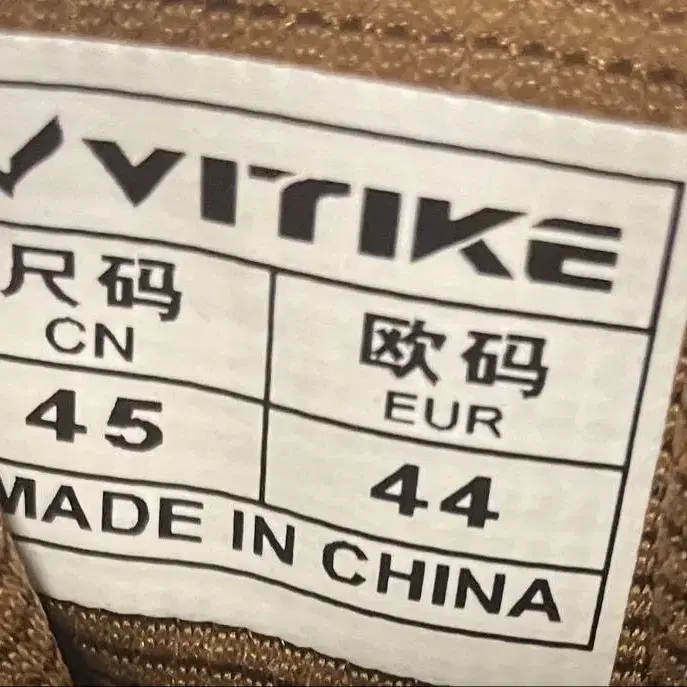 VITIKE
尺码 欧码
CN EUR
45 44
MADE IN CHINA